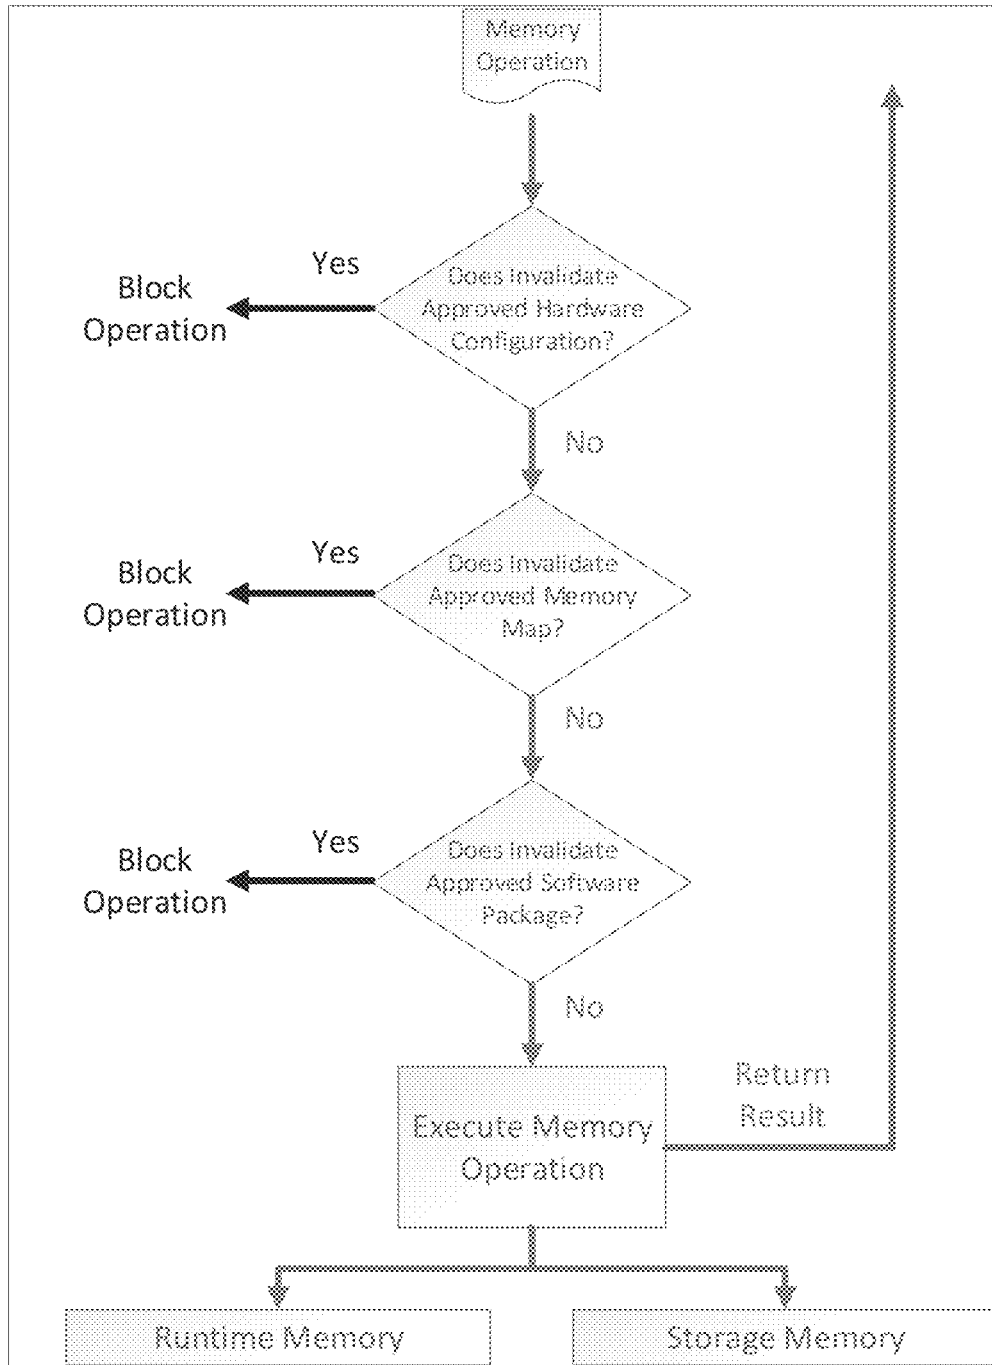 Memory
Operation
Yes
Block
Operation
Does Invalidate
Approved Hardware
Configuration?
No
Yes
Block
Operation
Does Invalidate
Approved Memory
Map?
No
Yes
Block
Operation
Does Invalidate
Approved Software
Package?
No
Execute Memory
Operation
Return
Result
Runtime Memory
Storage Memory